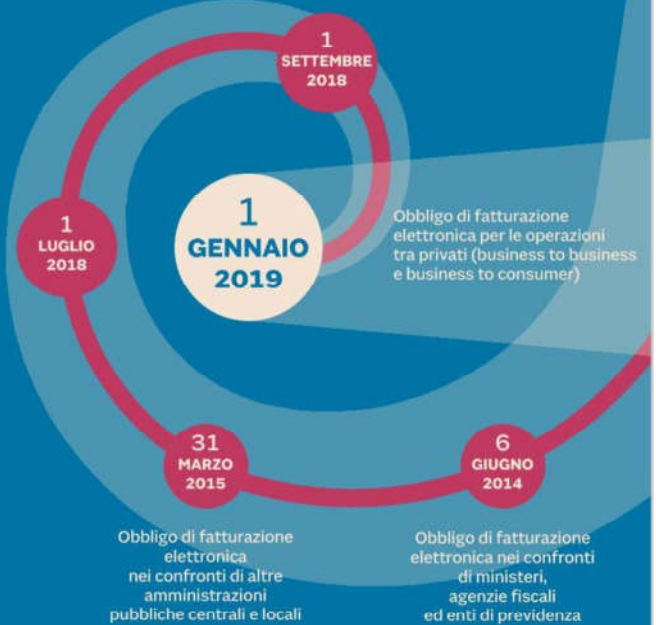 1
SETTEMBRE
2018
1
LUGLIO
2018
1
GENNAIO
2019
Obbligo di fatturazione
elettronica per le operazioni
tra privati (business to business
e business to consumer)
31
MARZO
2015
6
GIUGNO
2014
Obbligo di fatturazione
elettronica
nei confronti di altre
amministrazioni
pubbliche centrali e locali
Obbligo di fatturazione
elettronica nei confronti
di ministeri,
agenzie fiscali
ed enti di previdenza